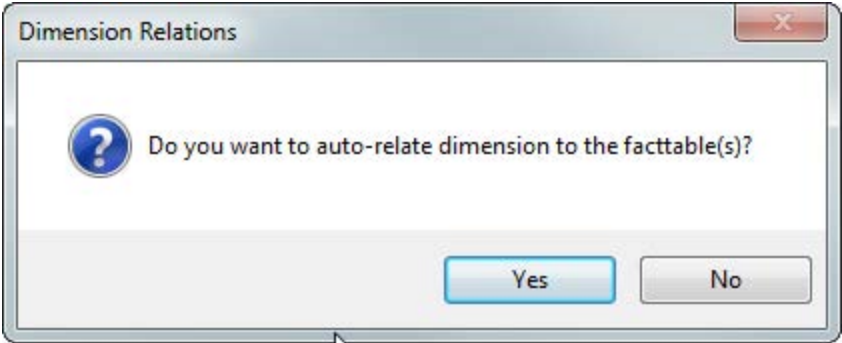 Dimension Relations
Do you want to auto-relate dimension to the facttable(s)?
Yes
No